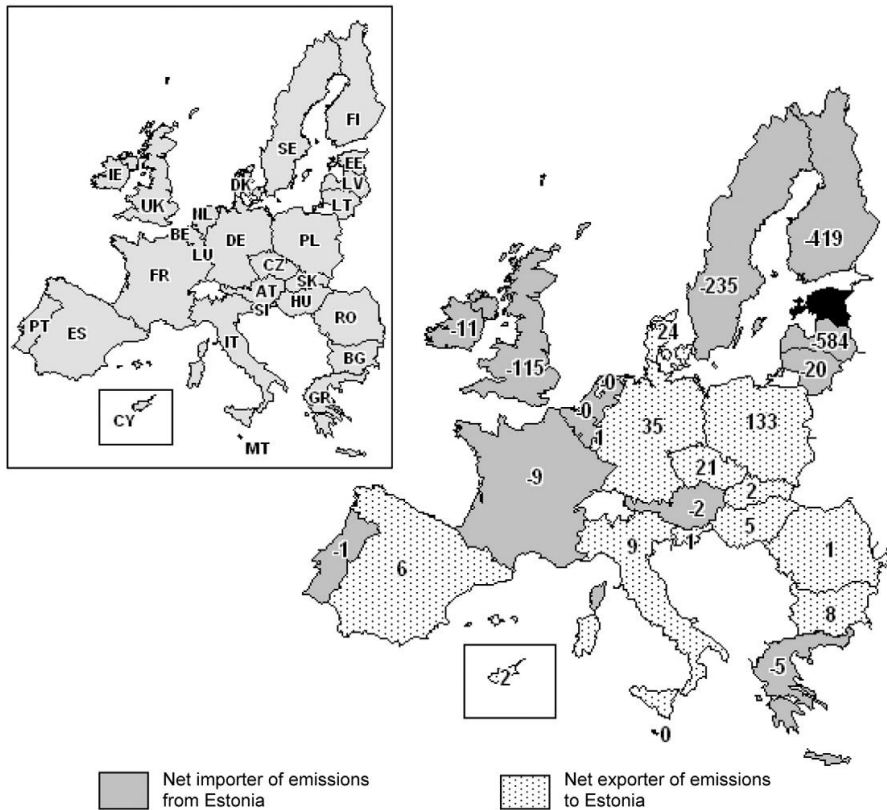 FI
SE
EE
IE
DK
LV
LT
UK
NL
BE
DE
PL
LU
CZ
FR
SK
AT
HU
SI
RO
PT
ES
IT
BG
GR
CY
MT
-419
-235
-11
24
-584
-20
-115
-0
-0
35
133
1
-9
21
2
-2
5
-1
6
9
1
1
8
2
-5
-0
Net importer of emissions
from Estonia
Net exporter of emissions
to Estonia